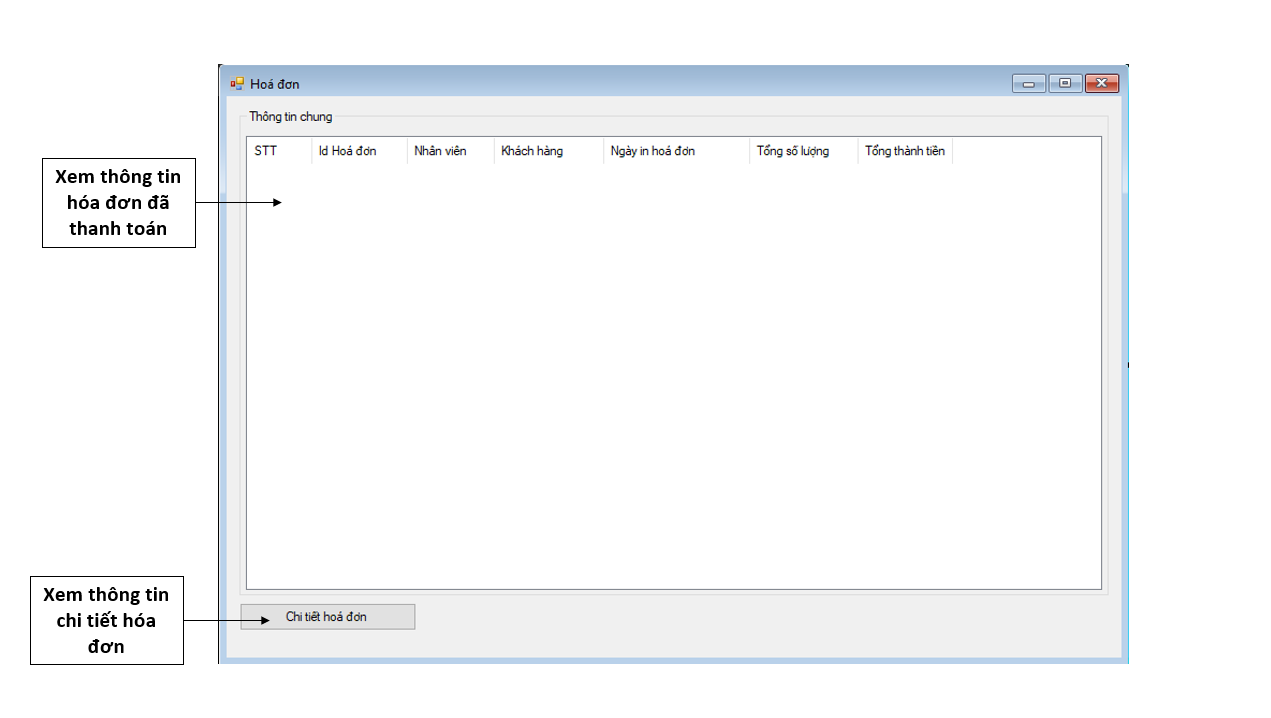 Hoá đơn
Thông tin chung
STT Id Hoá đơn Nhân viên Khách hàng Ngày in hoá đơn Tổng số lượng Tổng thành tiền
Xem thông tin
hóa đơn đã
thanh toán
Xem thông tin
chi tiết hóa
đơn
Chi tiết hoá đơn